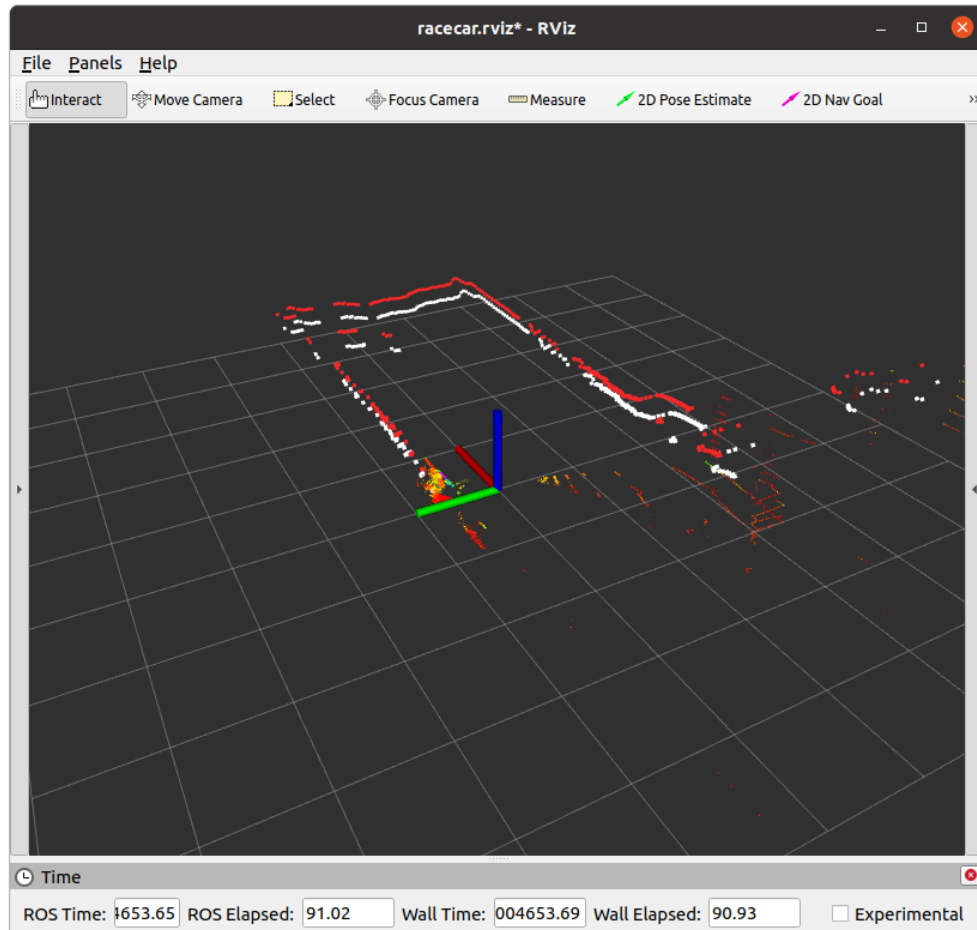 racecar.rviz* - RViz
File Panels Help
Interact Move Camera Select Focus Camera Measure 2D Pose Estimate 2D Nav Goal »
Time
ROS Time: 4653.65 ROS Elapsed: 91.02 Wall Time: 004653.69 Wall Elapsed: 90.93 Experimental